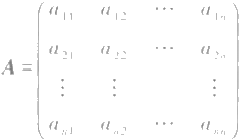 A = ( a₁₁ a₁₂ ⋯ a₁ₙ
a₂₁ a₂₂ ⋯ a₂ₙ
⋮ ⋮ ⋮
aₙ₁ aₙ₂ ⋯ aₙₙ )